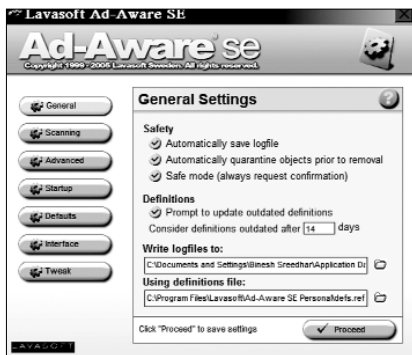 Lavasoft Ad-Aware SE
Ad-Aware SE
Copyright 1999 - 2005 Lavasoft Sweden. All rights reserved.
General
Scanning
Advanced
Startup
Defaults
Interface
Tweak
General Settings
Safety
Automatically save logfile
Automatically quarantine objects prior to removal
Safe mode (always request confirmation)
Definitions
Prompt to update outdated definitions
Consider definitions outdated after 14 days
Write logfiles to:
C:\Documents and Settings\Binesh Sreedhar\Application Da
Using definitions file:
C:\Program Files\Lavasoft\Ad-Aware SE Personal\defs.ref
Click "Proceed" to save settings
Proceed
LAVASOFT